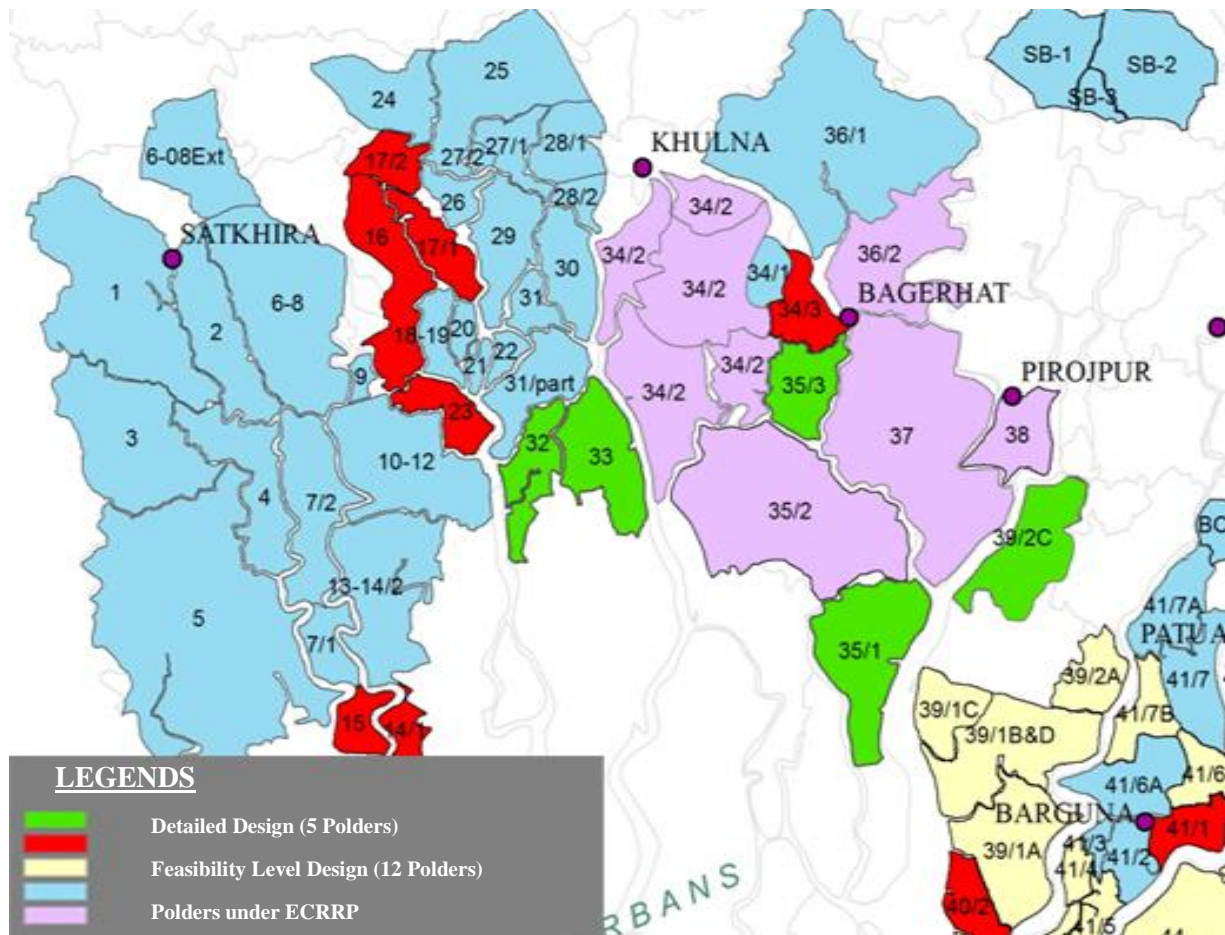 25
SB-1
SB-2
SB-3
24
27/1
28/1
36/1
6-08Ext
17/2
27/2
KHULNA
26
28/2
34/2
SATKHIRA
16
17/1
29
30
34/2
36/2
1
2
6-8
31
34/1
34/2
BAGERHAT
18-19
20
34/3
9
21
22
31/part
34/2
35/3
PIROJPUR
3
23
34/2
37
38
10-12
32
33
4
7/2
35/2
39/2C
5
13-14/2
41/7A
7/1
35/1
PATUA
39/2A
41/7
15
14/1
39/1C
41/7B
39/1B&D
41/6
41/6A
LEGENDS
Detailed Design (5 Polders)
Feasibility Level Design (12 Polders)
Polders under ECRRP
BARGUNA
41/1
41/3
41/2
39/1A
41/4
RBANS
40/2
41/5
44